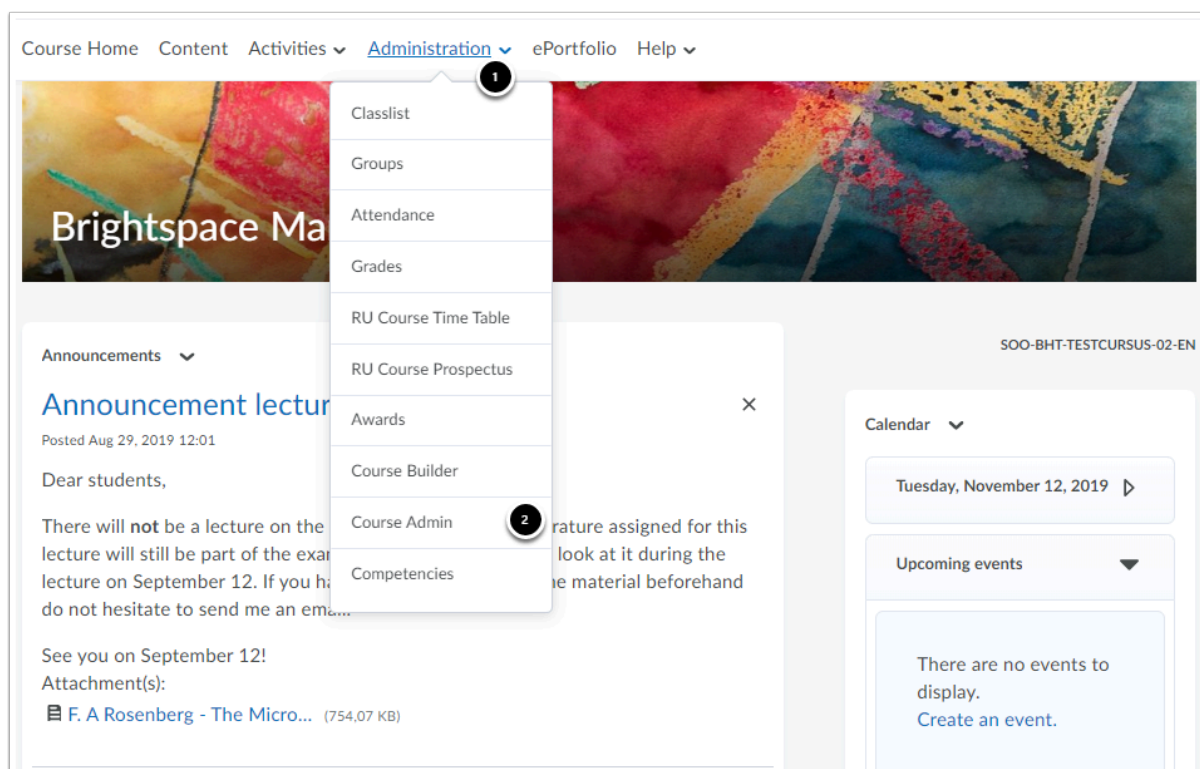 Course Home Content Activities Administration ePortfolio Help
1
Classlist
Groups
Attendance
Grades
RU Course Time Table
RU Course Prospectus
Awards
Course Builder
Course Admin 2
Competencies
Brightspace Ma
Announcements
Announcement lectur
Posted Aug 29, 2019 12:01
Dear students,
There will not be a lecture on the rature assigned for this
lecture will still be part of the exa look at it during the
lecture on September 12. If you ha e material beforehand
do not hesitate to send me an
See you on September 12!
Attachment(s):
F. A Rosenberg - The Micro... (754,07 KB)
SOO-BHT-TESTCURSUS-02-EN
Calendar
Tuesday, November 12, 2019
Upcoming events
There are no events to
display.
Create an event.